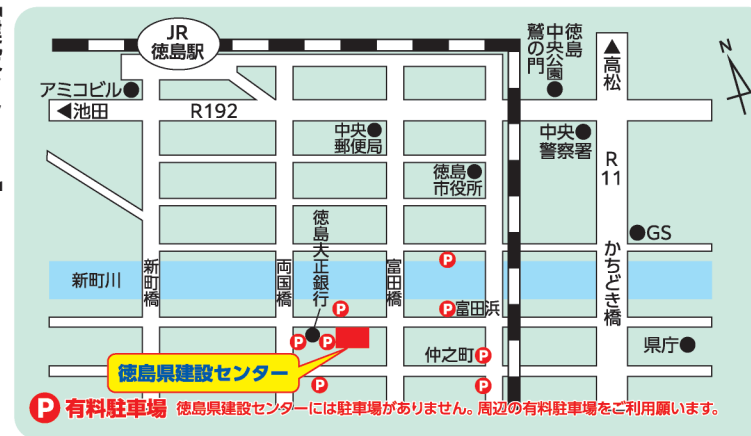 JR
徳島駅
徳島
中央公園
鷲の門
▲高松
N
アミコビル
◀池田
R192
中央
郵便局
中央
警察署
徳島
市役所
R
11
徳島大正銀行
GS
新町川
新町橋
両国橋
富田橋
かちどき橋
P
P
P富田浜
P
P
仲之町P
県庁
徳島県建設センター
P
P
P 有料駐車場 徳島県建設センターには駐車場がありません。周辺の有料駐車場をご利用願います。